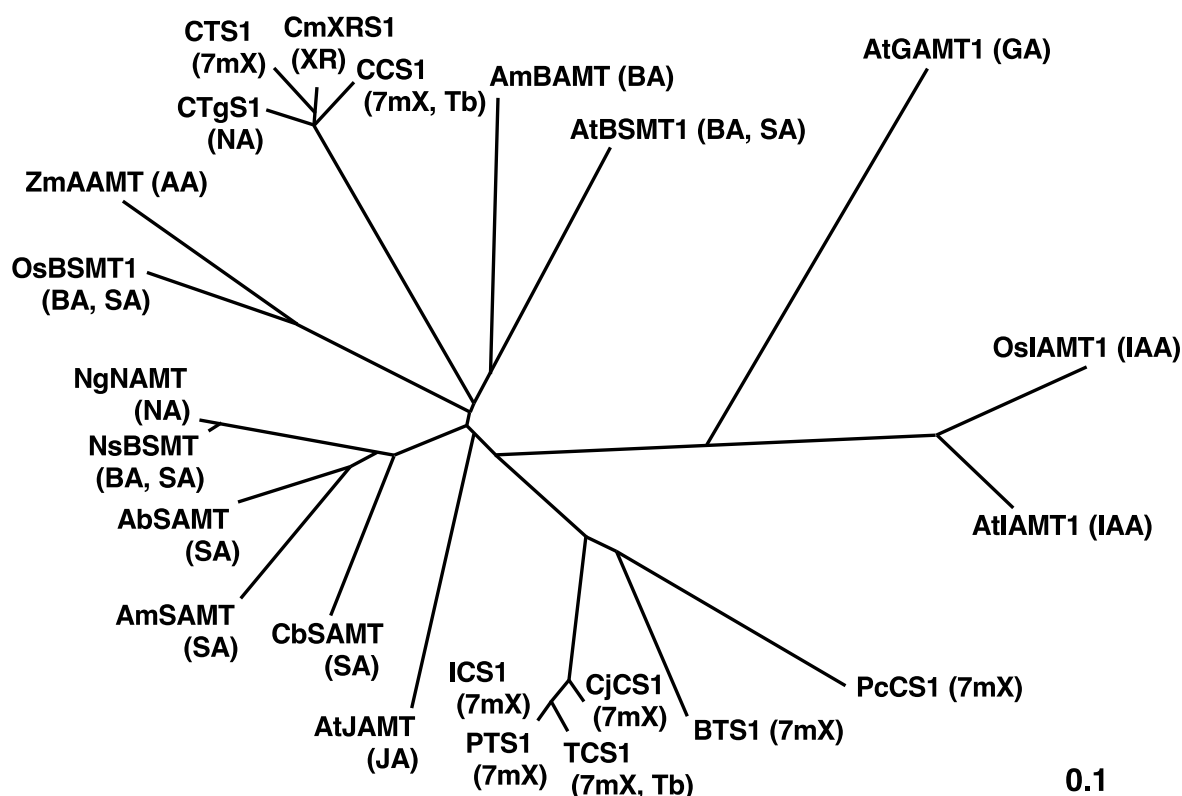 CTS1
(7mX)
CmXRS1
(XR)
CCS1
(7mX, Tb)
CTgS1
(NA)
AmBAMT (BA)
AtBSMT1 (BA, SA)
AtGAMT1 (GA)
ZmAAMT (AA)
OsBSMT1
(BA, SA)
OsIAMT1 (IAA)
NgNAMT
(NA)
NsBSMT
(BA, SA)
AbSAMT
(SA)
AtIAMT1 (IAA)
AmSAMT
(SA)
CbSAMT
(SA)
AtJAMT
(JA)
ICS1
(7mX)
CjCS1
(7mX)
PTS1
(7mX)
TCS1
(7mX, Tb)
BTS1 (7mX)
PcCS1 (7mX)
0.1